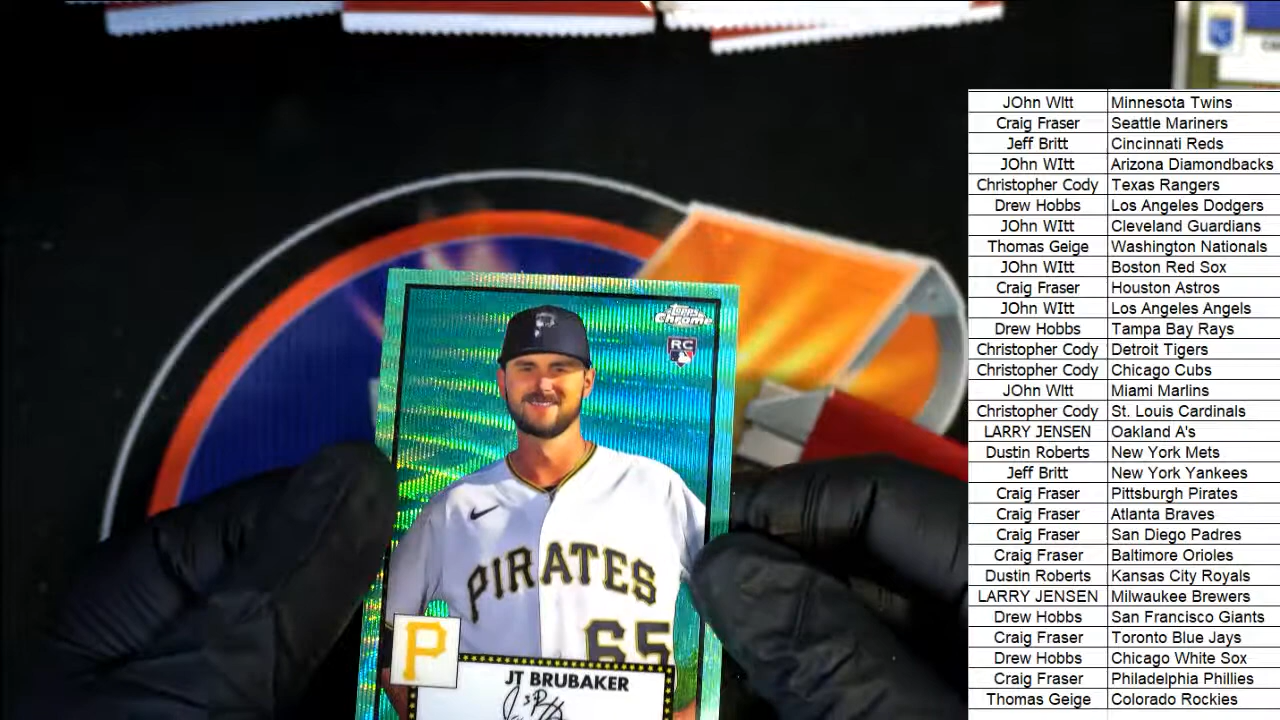 Topps
Chrome
RC
PIRATES
65
P
JT BRUBAKER
JOhn WItt Minnesota Twins
Craig Fraser Seattle Mariners
Jeff Britt Cincinnati Reds
JOhn WItt Arizona Diamondbacks
Christopher Cody Texas Rangers
Drew Hobbs Los Angeles Dodgers
JOhn WItt Cleveland Guardians
Thomas Geige Washington Nationals
JOhn WItt Boston Red Sox
Craig Fraser Houston Astros
JOhn WItt Los Angeles Angels
Drew Hobbs Tampa Bay Rays
Christopher Cody Detroit Tigers
Christopher Cody Chicago Cubs
JOhn WItt Miami Marlins
Christopher Cody St. Louis Cardinals
LARRY JENSEN Oakland A's
Dustin Roberts New York Mets
Jeff Britt New York Yankees
Craig Fraser Pittsburgh Pirates
Craig Fraser Atlanta Braves
Craig Fraser San Diego Padres
Craig Fraser Baltimore Orioles
Dustin Roberts Kansas City Royals
LARRY JENSEN Milwaukee Brewers
Drew Hobbs San Francisco Giants
Craig Fraser Toronto Blue Jays
Drew Hobbs Chicago White Sox
Craig Fraser Philadelphia Phillies
Thomas Geige Colorado Rockies